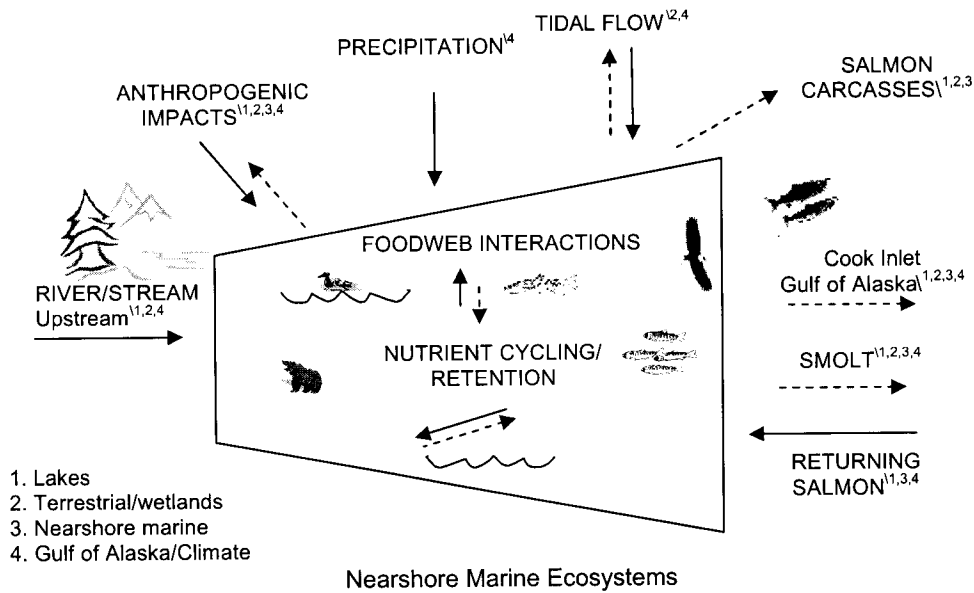 TIDAL FLOW\2,4
PRECIPITATION\4
SALMON
CARCASSES\1,2,3
ANTHROPOGENIC
IMPACTS\1,2,3,4
FOODWEB INTERACTIONS
RIVER/STREAM
Upstream\1,2,4
Cook Inlet
Gulf of Alaska\1,2,3,4
NUTRIENT CYCLING/
RETENTION
SMOLT\1,2,3,4
RETURNING
SALMON\1,3,4
1. Lakes
2. Terrestrial/wetlands
3. Nearshore marine
4. Gulf of Alaska/Climate
Nearshore Marine Ecosystems